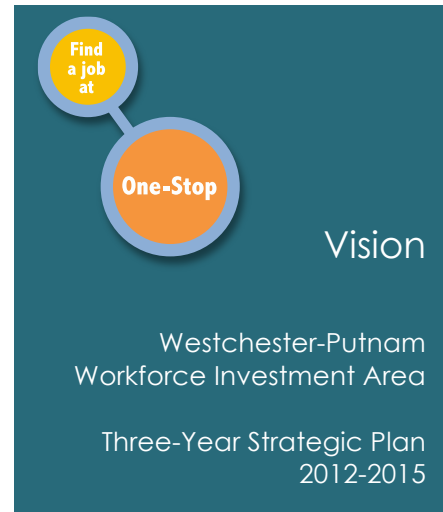 Find
a job
at
One-Stop
Vision
Westchester-Putnam
Workforce Investment Area
Three-Year Strategic Plan
2012-2015